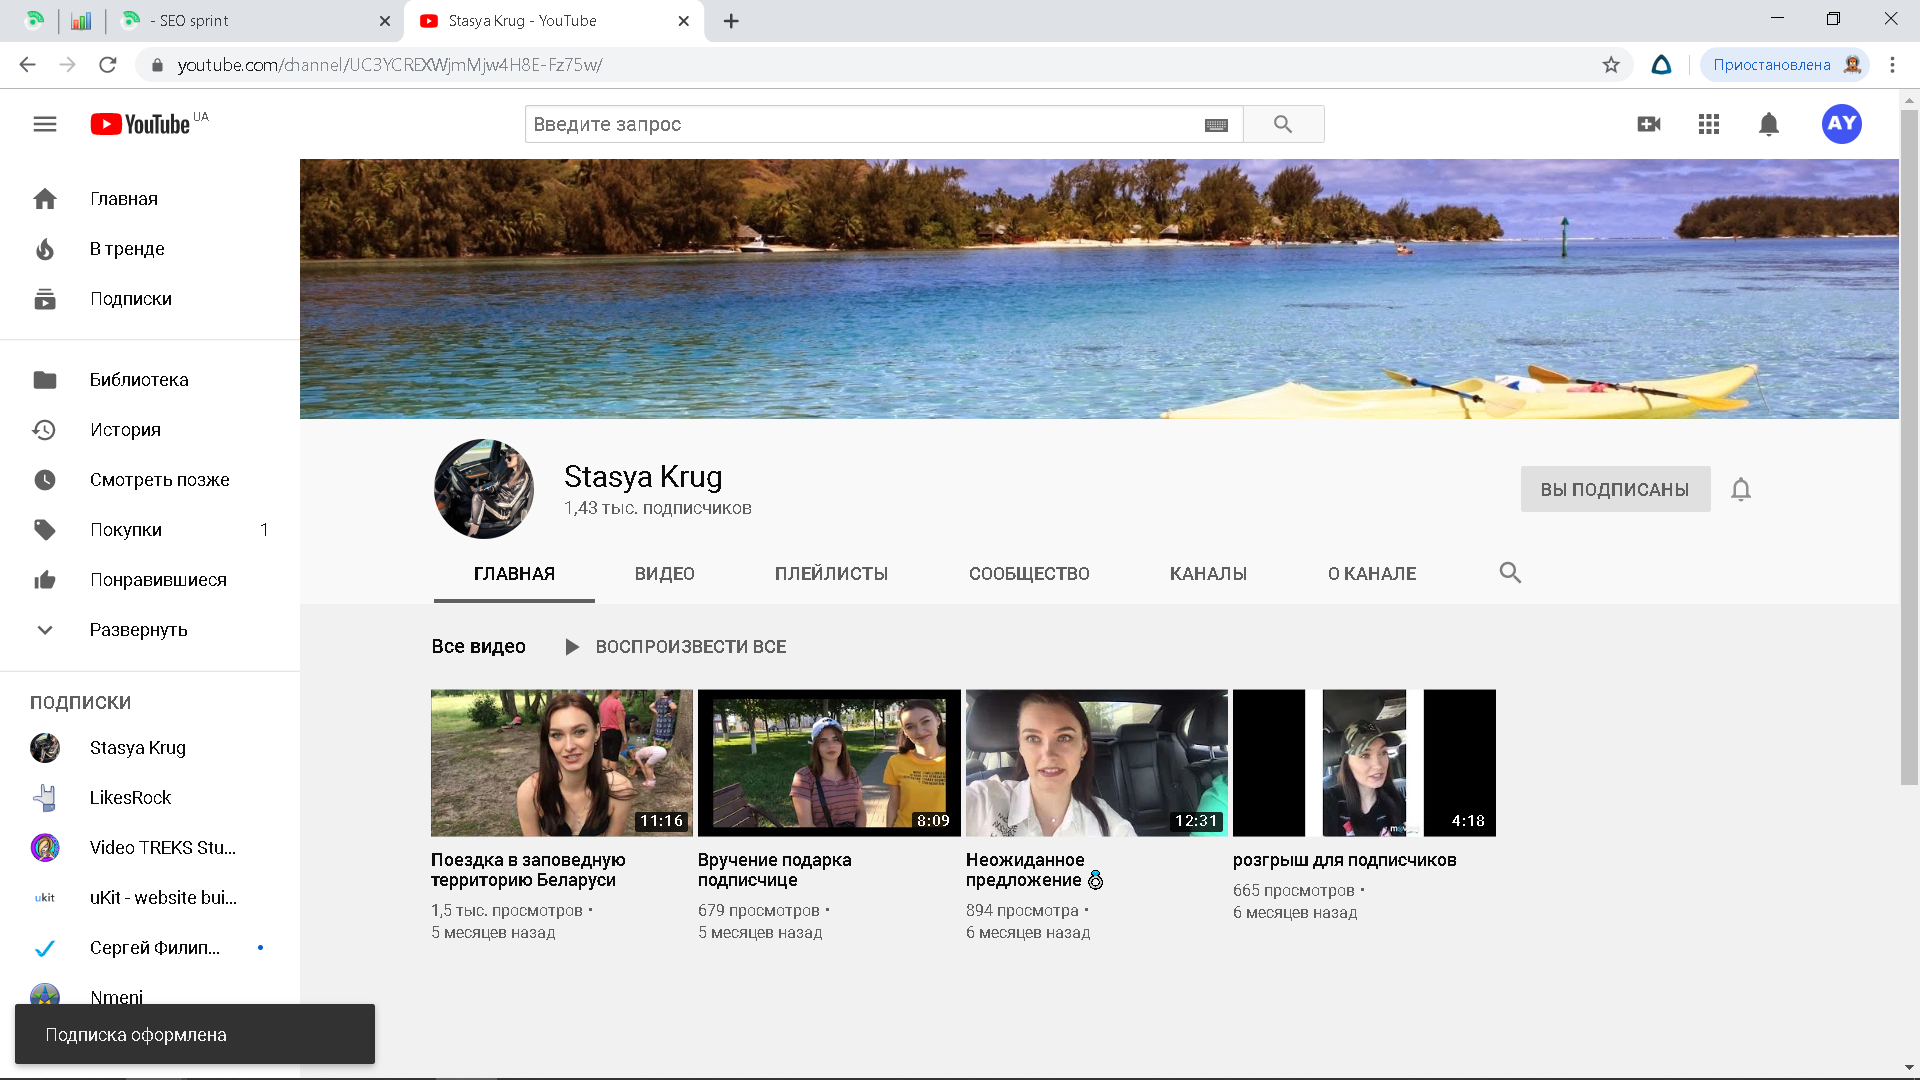 - SEO sprint
Stasya Krug - YouTube
youtube.com/channel/UC3YCREXWjmMjw4H8E-Fz75w/
Приостановлена
YouTube UA
Введите запрос
AY
Главная
В тренде
Подписки
Библиотека
История
Смотреть позже
Покупки 1
Понравившиеся
Развернуть
ПОДПИСКИ
Stasya Krug
LikesRock
Video TREKS Stu...
ukit
uKit - website bui...
Сергей Филип...
Nmeni
Подписка оформлена
Stasya Krug
1,43 тыс. подписчиков
ВЫ ПОДПИСАНЫ
ГЛАВНАЯ ВИДЕО ПЛЕЙЛИСТЫ СООБЩЕСТВО КАНАЛЫ О КАНАЛЕ
Все видео ВОСПРОИЗВЕСТИ ВСЕ
11:16
Поездка в заповедную
территорию Беларуси
1,5 тыс. просмотров •
5 месяцев назад
8:09
Вручение подарка
подписчице
679 просмотров •
5 месяцев назад
12:31
Неожиданное
предложение 💍
894 просмотра •
6 месяцев назад
4:18
розгрыш для подписчиков
665 просмотров •
6 месяцев назад